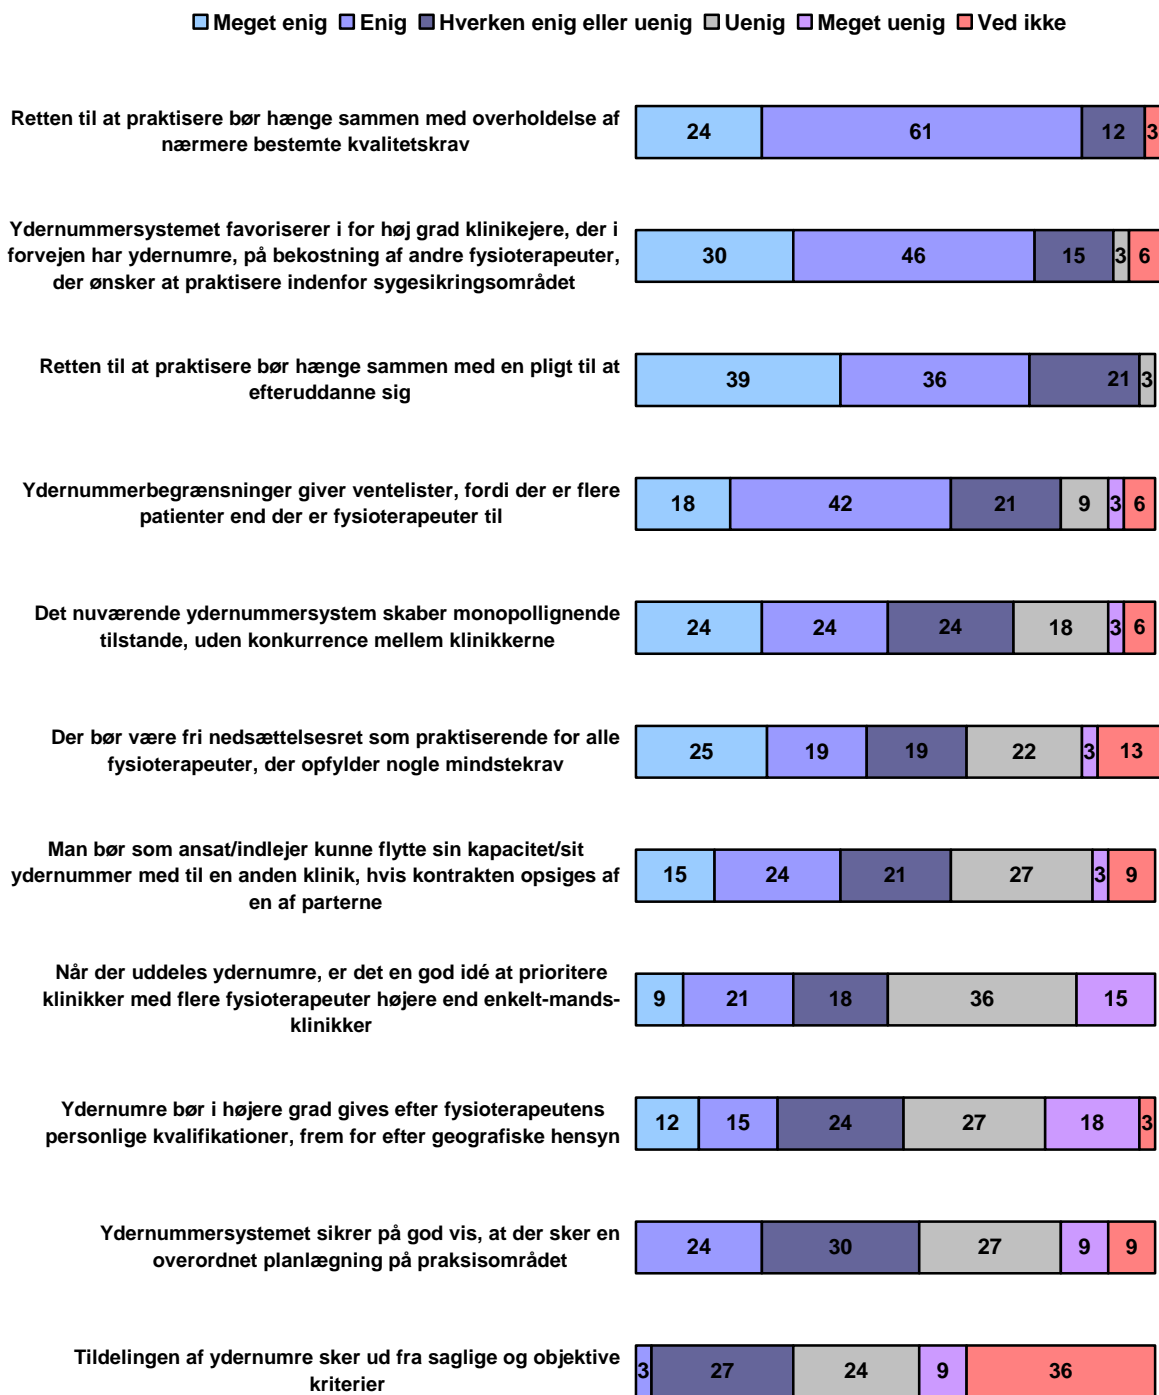 Meget enig Enig Hverken enig eller uenig Uenig Meget uenig Ved ikke
Retten til at praktisere bør hænge sammen med overholdelse af
nærmere bestemte kvalitetskrav
24 61 12 3
Ydernummersystemet favoriserer i for høj grad klinikejere, der i
forvejen har ydernumre, på bekostning af andre fysioterapeuter,
der ønsker at praktisere indenfor sygesikringsområdet
30 46 15 3 6
Retten til at praktisere bør hænge sammen med en pligt til at
efteruddanne sig
39 36 21 3
Ydernummerbegrænsninger giver ventelister, fordi der er flere
patienter end der er fysioterapeuter til
18 42 21 9 3 6
Det nuværende ydernummersystem skaber monopollignende
tilstande, uden konkurrence mellem klinikkerne
24 24 24 18 3 6
Der bør være fri nedsættelsesret som praktiserende for alle
fysioterapeuter, der opfylder nogle mindstekrav
25 19 19 22 3 13
Man bør som ansat/indlejer kunne flytte sin kapacitet/sit
ydernummer med til en anden klinik, hvis kontrakten opsiges af
en af parterne
15 24 21 27 3 9
Når der uddeles ydernumre, er det en god idé at prioritere
klinikker med flere fysioterapeuter højere end enkelt-mands-
klinikker
9 21 18 36 15
Ydernumre bør i højere grad gives efter fysioterapeutens
personlige kvalifikationer, frem for efter geografiske hensyn
12 15 24 27 18 3
Ydernummersystemet sikrer på god vis, at der sker en
overordnet planlægning på praksisområdet
24 30 27 9 9
Tildelingen af ydernumre sker ud fra saglige og objektive
kriterier
3 27 24 9 36